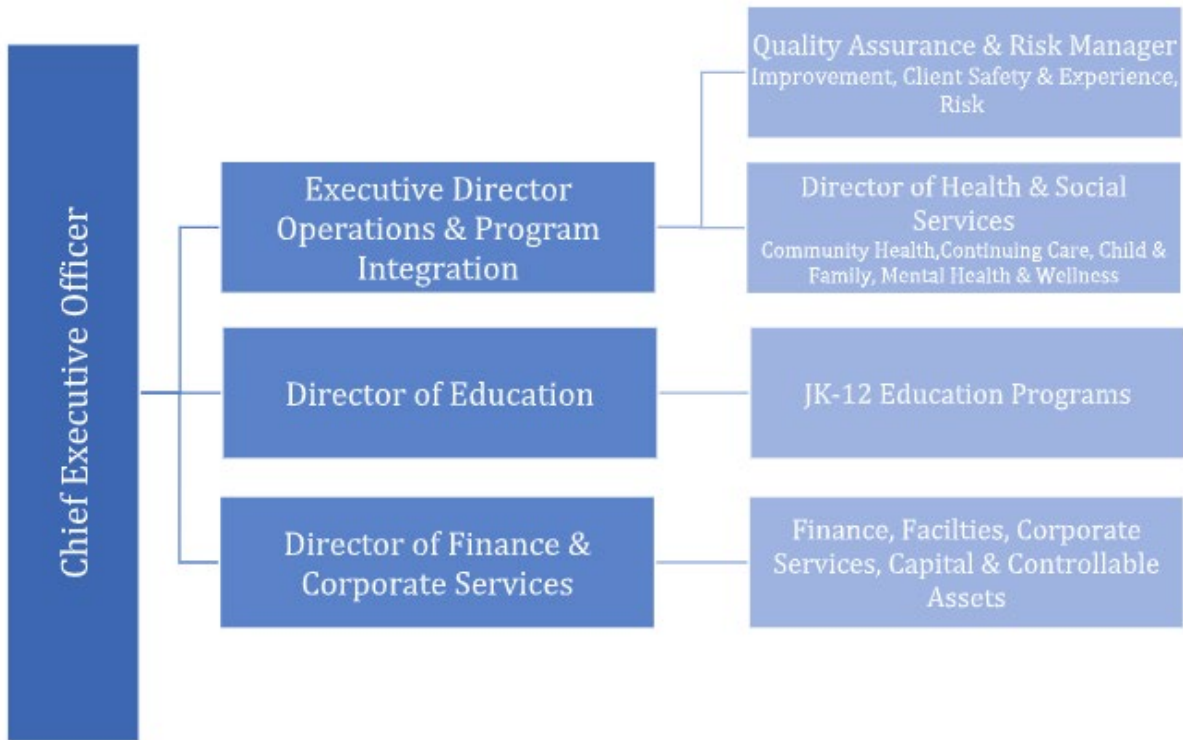 Chief Executive Officer
Executive Director
Operations & Program
Integration
Director of Education
Director of Finance &
Corporate Services
Quality Assurance & Risk Manager
Improvement, Client Safety & Experience,
Risk
Director of Health & Social
Services
Community Health,Continuing Care, Child &
Family, Mental Health & Wellness
JK-12 Education Programs
Finance, Facilties, Corporate
Services, Capital & Controllable
Assets